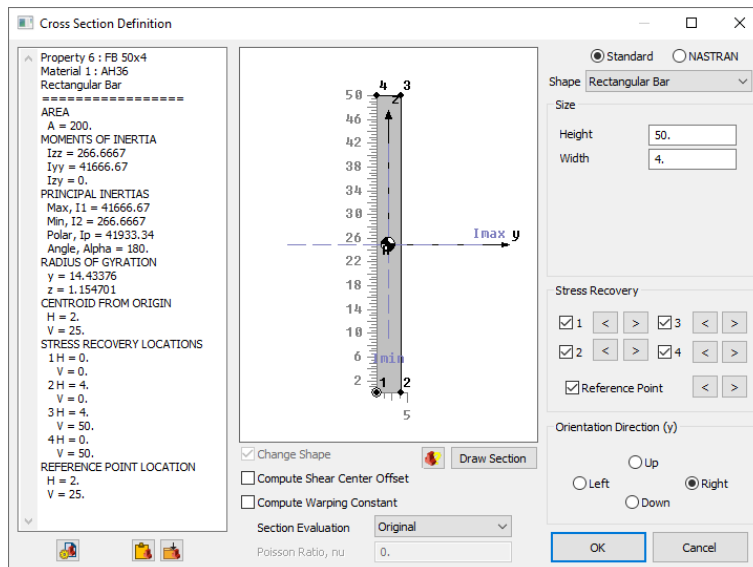 Cross Section Definition
Property 6 : FB 50x4
Material 1 : AH36
Rectangular Bar
=================
AREA
A = 200.
MOMENTS OF INERTIA
Izz = 266.6667
Iyy = 41666.67
Izy = 0.
PRINCIPAL INERTIAS
Max, I1 = 41666.67
Min, I2 = 266.6667
Polar, Ip = 41933.34
Angle, Alpha = 180.
RADIUS OF GYRATION
y = 14.43376
z = 1.154701
CENTROID FROM ORIGIN
H = 2.
V = 25.
STRESS RECOVERY LOCATIONS
1 H = 0.
V = 0.
2 H = 4.
V = 0.
3 H = 4.
V = 50.
4 H = 0.
V = 50.
REFERENCE POINT LOCATION
H = 2.
V = 25.
4 3
50
z
46
42
38
34
30
26
Imax y
22
18
14
10
6
Imin
2
1 2
5
Change Shape
Draw Section
Compute Shear Center Offset
Compute Warping Constant
Section Evaluation Original
Poisson Ratio, nu 0.
Standard NASTRAN
Shape Rectangular Bar
Size
Height 50.
Width 4.
Stress Recovery
1 < > 3 < >
2 < > 4 < >
Reference Point < >
Orientation Direction (y)
Up
Left Right
Down
OK Cancel